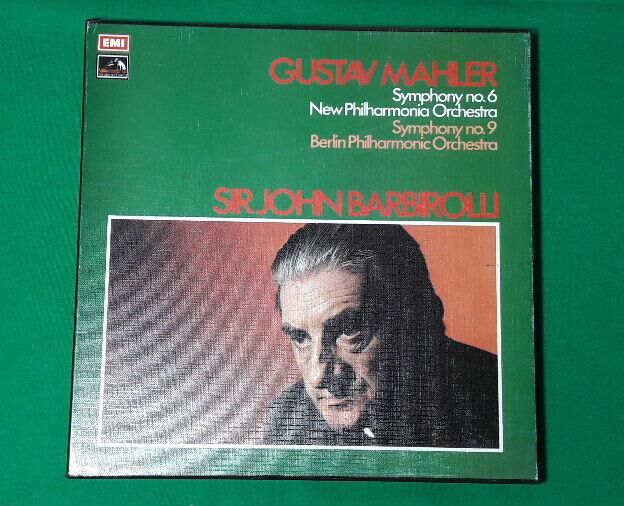 EMI
GUSTAV MAHLER
Symphony no.6
New Philharmonia Orchestra
Symphony no.9
Berlin Philharmonic Orchestra
SIR JOHN BARBIROLLI